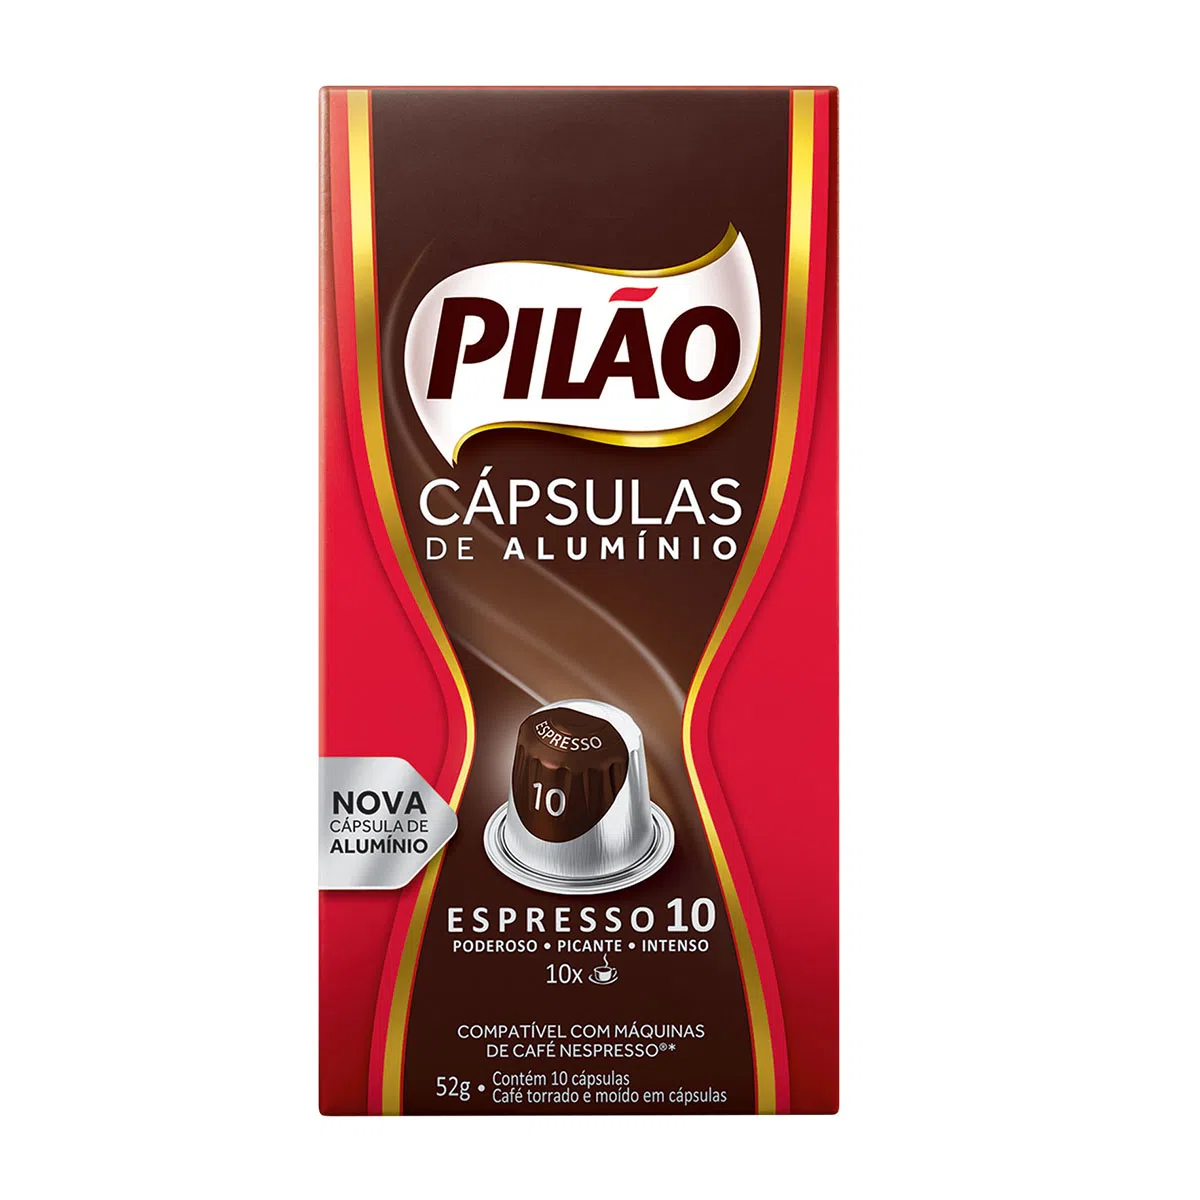 PILÃO
CÁPSULAS
DE ALUMÍNIO
ESPRESSO
10
NOVA
CÁPSULA DE
ALUMÍNIO
ESPRESSO 10
PODEROSO • PICANTE • INTENSO
10x
COMPATÍVEL COM MÁQUINAS
DE CAFÉ NESPRESSO®*
52g • Contém 10 cápsulas
Café torrado e moído em cápsulas